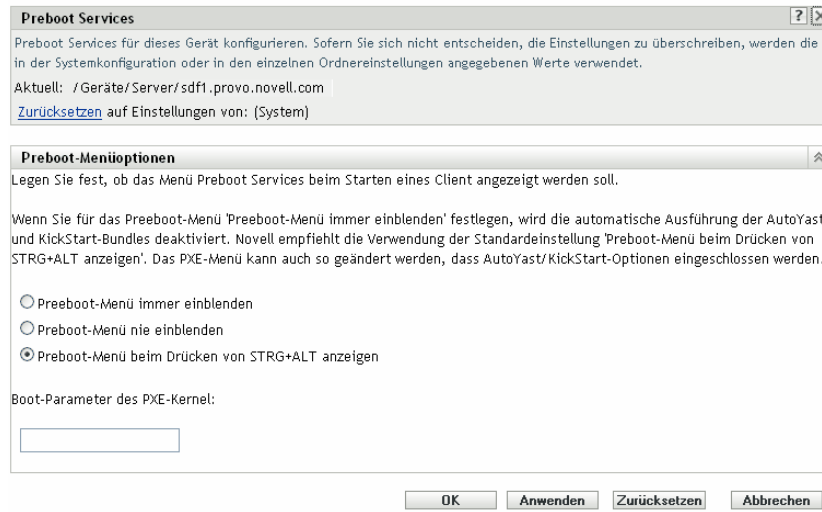 Preboot Services
Preboot Services für dieses Gerät konfigurieren. Sofern Sie sich nicht entscheiden, die Einstellungen zu überschreiben, werden die
in der Systemkonfiguration oder in den einzelnen Ordnereinstellungen angegebenen Werte verwendet.
Aktuell: /Geräte/Server/sdf1.provo.novell.com
Zurücksetzen auf Einstellungen von: (System)
Preboot-Menüoptionen
Legen Sie fest, ob das Menü Preboot Services beim Starten eines Client angezeigt werden soll.
Wenn Sie für das Preeboot-Menü 'Preeboot-Menü immer einblenden' festlegen, wird die automatische Ausführung der AutoYast
und KickStart-Bundles deaktiviert. Novell empfiehlt die Verwendung der Standardeinstellung 'Preboot-Menü beim Drücken von
STRG+ALT anzeigen'. Das PXE-Menü kann auch so geändert werden, dass AutoYast/KickStart-Optionen eingeschlossen werden.
Preeboot-Menü immer einblenden
Preboot-Menü nie einblenden
Preboot-Menü beim Drücken von STRG+ALT anzeigen
Boot-Parameter des PXE-Kernel:
OK Anwenden Zurücksetzen Abbrechen